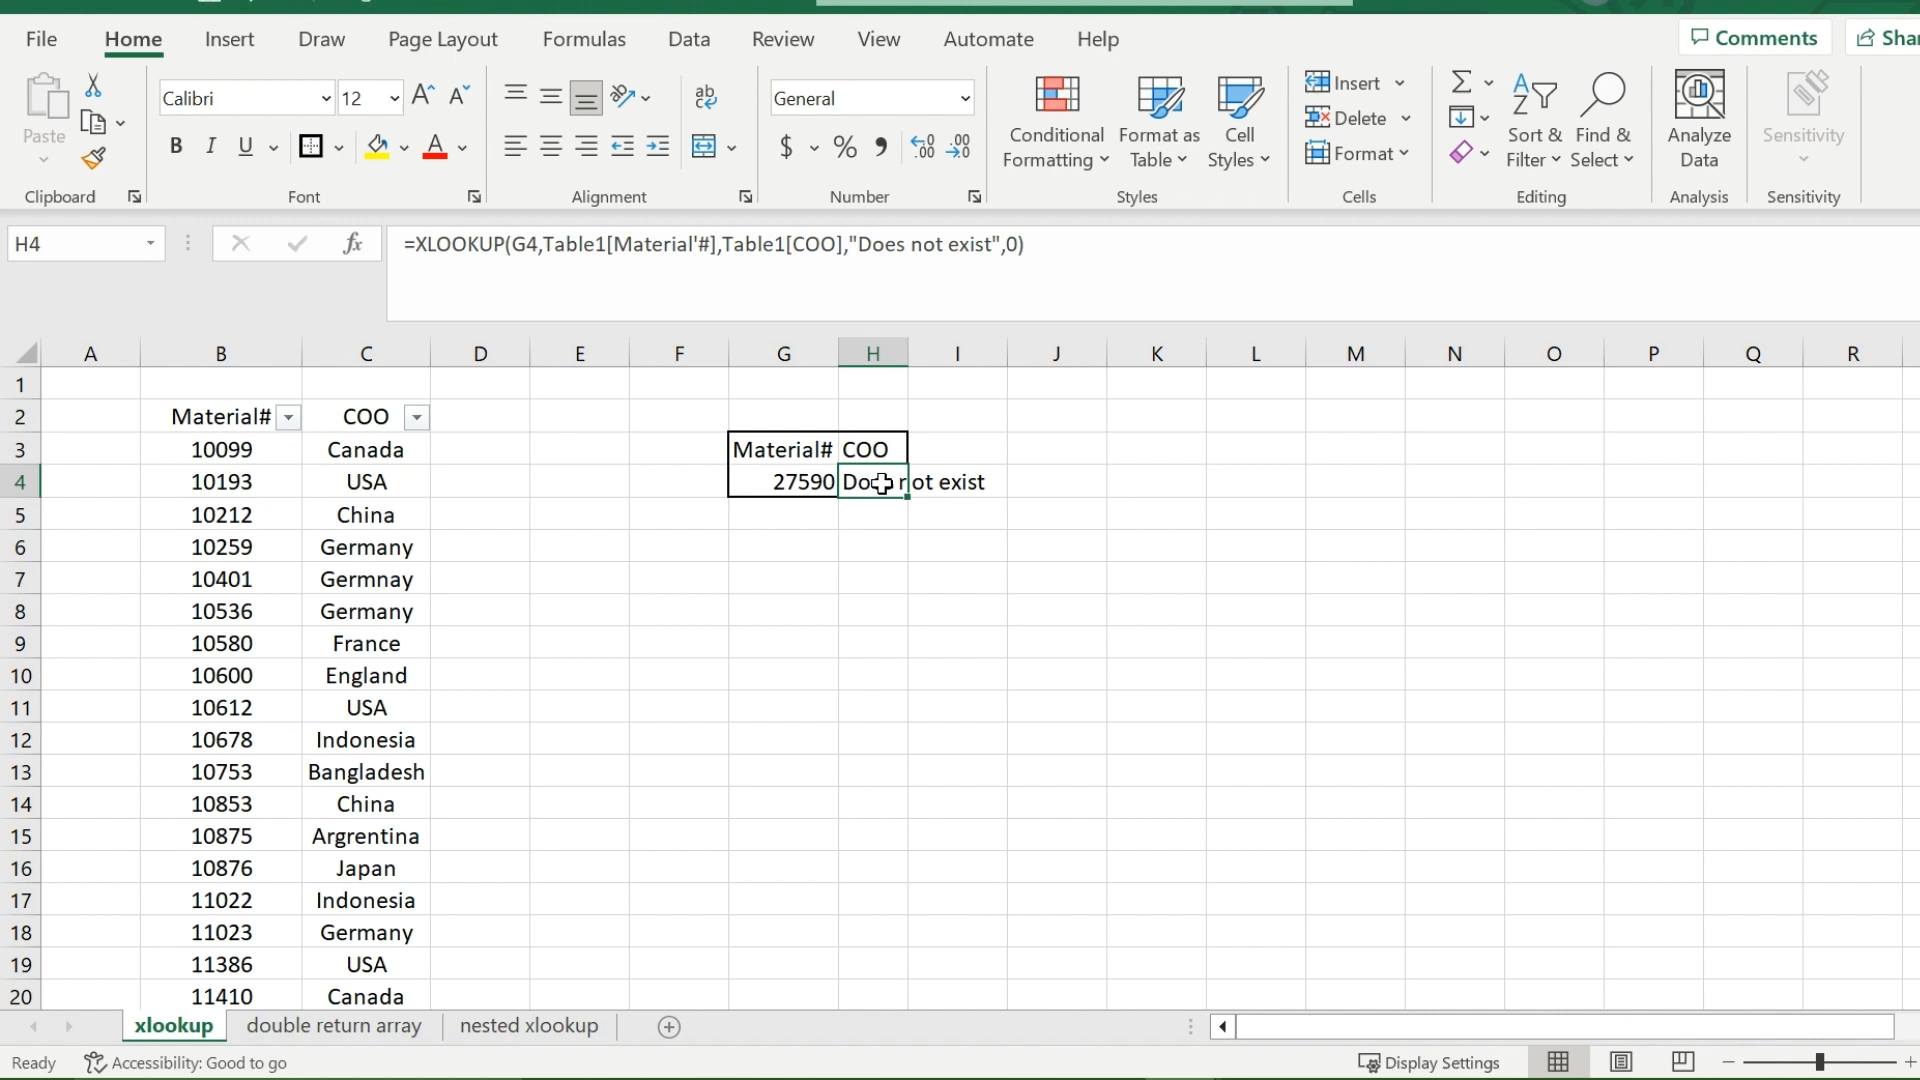 File Home Insert Draw Page Layout Formulas Data Review View Automate Help Comments
Calibri 12 General Insert
Paste Conditional Format as Cell Delete Sort & Find & Analyze Sensitivity
B I U $ % Formatting Table Styles Format Filter Select Data
Clipboard Font Alignment Number Styles Cells Editing Analysis Sensitivity
H4 fx =XLOOKUP(G4,Table1[Material'#],Table1[COO],"Does not exist",0)
A B C D E F G H I J K L M N O P Q R
1
2 Material# COO
3 10099 Canada Material# COO
4 10193 USA 27590 exist
5 10212 China
6 10259 Germany
7 10401 Germnay
8 10536 Germany
9 10580 France
10 10600 England
11 10612 USA
12 10678 Indonesia
13 10753 Bangladesh
14 10853 China
15 10875 Argrentina
16 10876 Japan
17 11022 Indonesia
18 11023 Germany
19 11386 USA
20 11410 Canada
xlookup double return array nested xlookup
Ready Accessibility: Good to go Display Settings